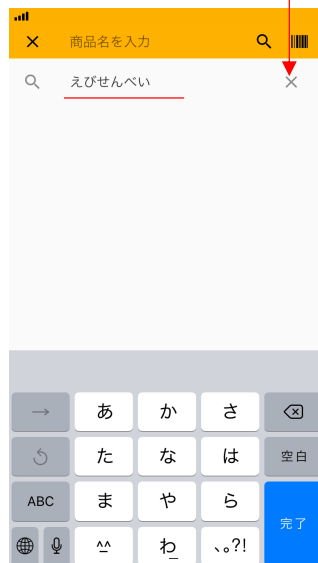 商品名を入力
えびせんべい
→ あ か さ
た な は 空白
ABC ま や ら
^^ わ_ 、。?! 完了